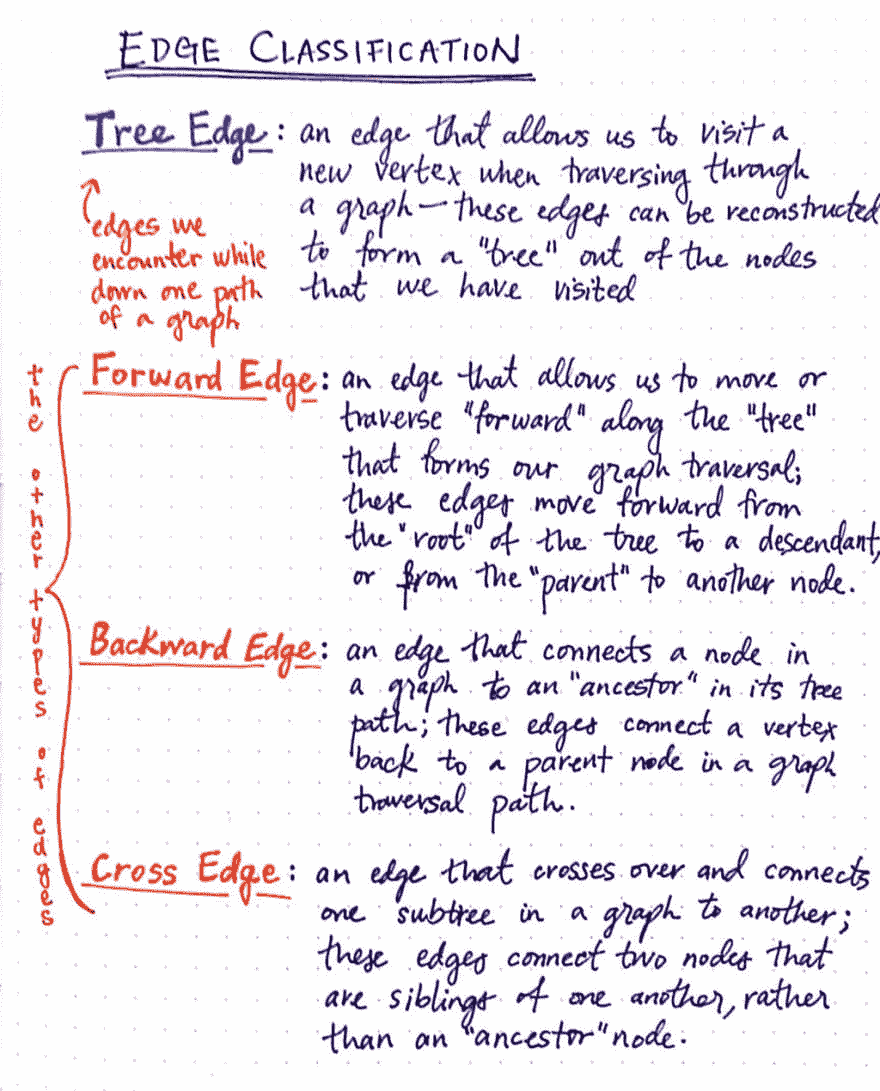 EDGE CLASSIFICATION
Tree Edge: an edge that allows us to visit a
new vertex when traversing through
a graph — these edges can be reconstructed
to form a "tree" out of the nodes
that we have visited
edges we
encounter while
down one path
of a graph
the other types of edges
Forward Edge: an edge that allows us to move or
traverse "forward" along the "tree"
that forms our graph traversal;
these edges move forward from
the "root" of the tree to a descendant,
or from the "parent" to another node.
Backward Edge: an edge that connects a node in
a graph to an "ancestor" in its tree
path; these edges connect a vertex
back to a parent node in a graph
traversal path.
Cross Edge: an edge that crosses over and connects
one subtree in a graph to another;
these edges connect two nodes that
are siblings of one another, rather
than an "ancestor" node.